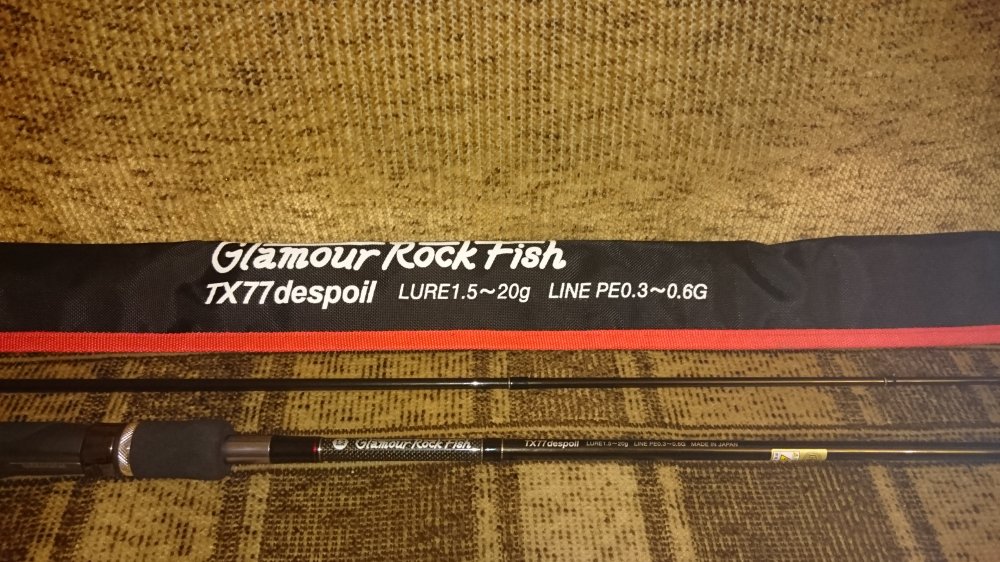 Glamour Rock Fish
TX77despoil LURE1.5～20g LINE PE0.3～0.6G
Glamour Rock Fish TX77despoil LURE1.5～20g LINE PE0.3～0.6G MADE IN JAPAN